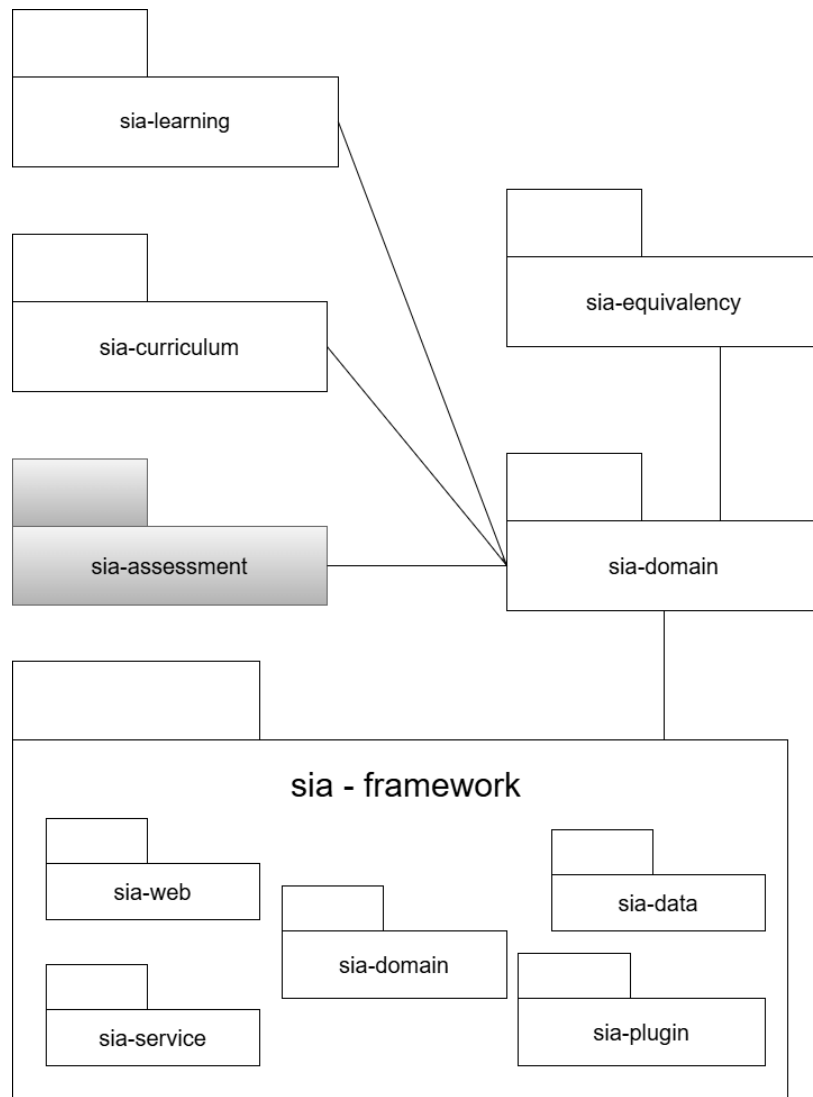 sia-learning
sia-equivalency
sia-curriculum
sia-assessment
sia-domain
sia - framework
sia-web
sia-data
sia-domain
sia-service
sia-plugin